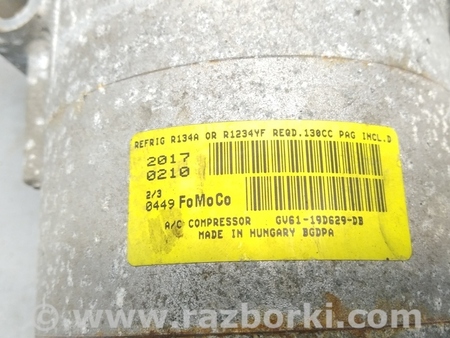 REFRIG R134A OR R1234YF REQD.130CC PAG INCL.D
2017
0210
2/3
0449 FoMoCo
A/C COMPRESSOR GV61-19D629-DB
MADE IN HUNGARY BGDPA
www.razborki.com